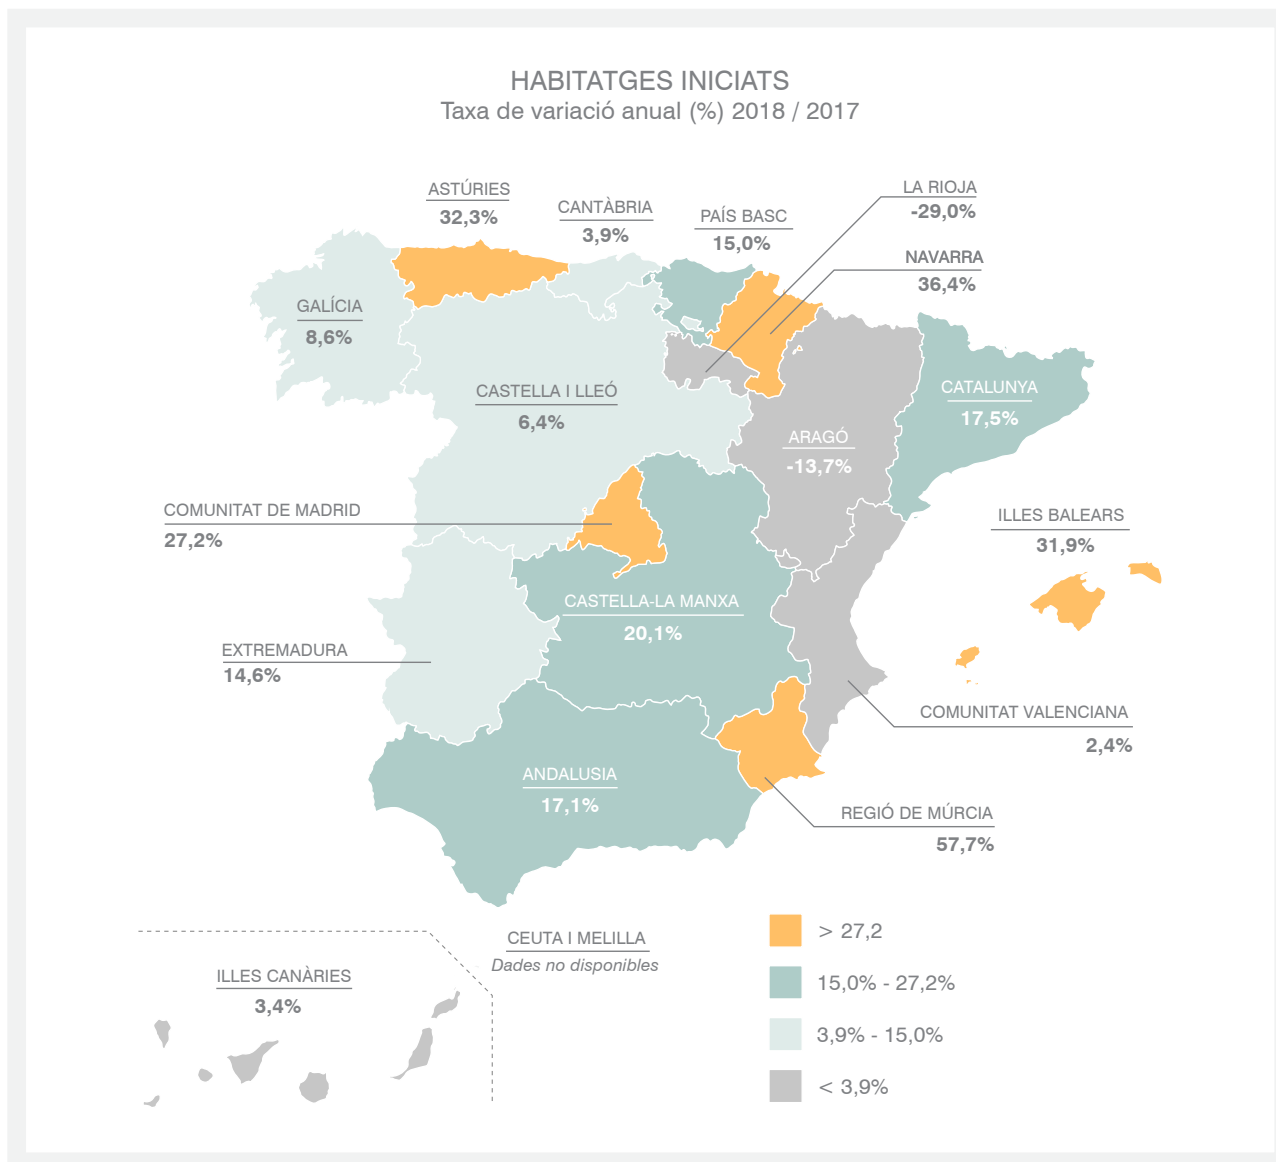 HABITATGES INICIATS
Taxa de variació anual (%) 2018 / 2017
ASTÚRIES
32,3%
CANTÀBRIA
3,9%
PAÍS BASC
15,0%
LA RIOJA
-29,0%
NAVARRA
36,4%
GALÍCIA
8,6%
CASTELLA I LLEÓ
6,4%
CATALUNYA
17,5%
ARAGÓ
-13,7%
COMUNITAT DE MADRID
27,2%
ILLES BALEARS
31,9%
CASTELLA-LA MANXA
20,1%
EXTREMADURA
14,6%
COMUNITAT VALENCIANA
2,4%
ANDALUSIA
17,1%
REGIÓ DE MÚRCIA
57,7%
CEUTA I MELILLA
Dades no disponibles
ILLES CANÀRIES
3,4%
> 27,2
15,0% - 27,2%
3,9% - 15,0%
< 3,9%